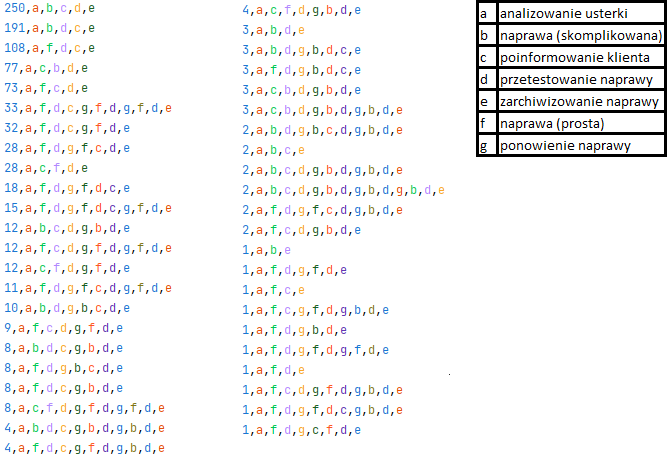 250,a,b,c,d,e
191,a,b,d,c,e
108,a,f,d,c,e
77,a,c,b,d,e
73,a,f,c,d,e
33,a,f,d,c,g,f,d,g,f,d,e
32,a,f,d,c,g,f,d,e
28,a,f,d,g,f,c,d,e
28,a,c,f,d,e
18,a,f,d,g,f,d,c,e
15,a,f,d,g,f,d,c,g,f,d,e
12,a,b,c,d,g,b,d,e
12,a,f,c,d,g,f,d,g,f,d,e
12,a,c,f,d,g,f,d,e
11,a,f,d,g,f,c,d,g,f,d,e
10,a,b,d,g,b,c,d,e
9,a,f,c,d,g,f,d,e
8,a,b,d,c,g,b,d,e
8,a,f,d,g,b,c,d,e
8,a,f,d,c,g,b,d,e
8,a,c,f,d,g,f,d,g,f,d,e
4,a,b,d,c,g,b,d,g,b,d,e
4,a,f,d,c,g,f,d,g,b,d,e
4,a,c,f,d,g,b,d,e
3,a,b,d,e
3,a,b,d,g,b,d,c,e
3,a,f,d,g,b,d,c,e
3,a,c,b,d,g,b,d,e
3,a,c,b,d,g,b,d,g,b,d,e
2,a,b,d,g,b,c,d,g,b,d,e
2,a,b,c,e
2,a,b,c,d,g,b,d,g,b,d,e
2,a,b,c,d,g,b,d,g,b,d,g,b,d,e
2,a,f,d,g,f,c,d,g,b,d,e
2,a,f,c,d,g,b,d,e
1,a,b,e
1,a,f,d,g,f,d,e
1,a,f,c,e
1,a,f,c,g,f,d,g,b,d,e
1,a,f,d,g,b,d,e
1,a,f,d,g,f,d,g,f,d,e
1,a,f,d,e
1,a,f,c,d,g,f,d,g,b,d,e
1,a,f,d,g,f,d,c,g,b,d,e
1,a,f,d,g,c,f,d,e
a analizowanie usterki
b naprawa (skomplikowana)
c poinformowanie klienta
d przetestowanie naprawy
e zarchiwizowanie naprawy
f naprawa (prosta)
g ponowienie naprawy